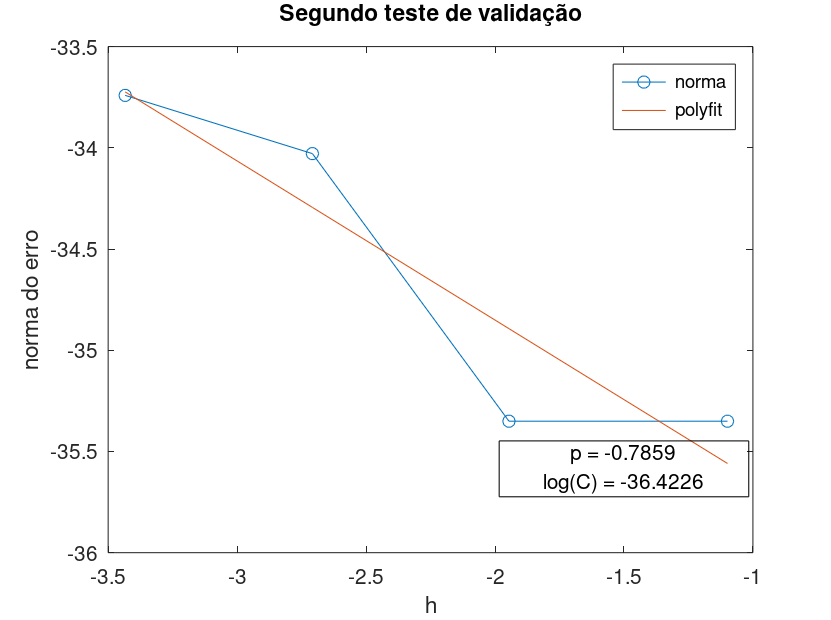 Segundo teste de validação
-33.5
-34
-34.5
-35
-35.5
-36
norma do erro
norma
polyfit
p = -0.7859
log(C) = -36.4226
-3.5
-3
-2.5
-2
-1.5
-1
h